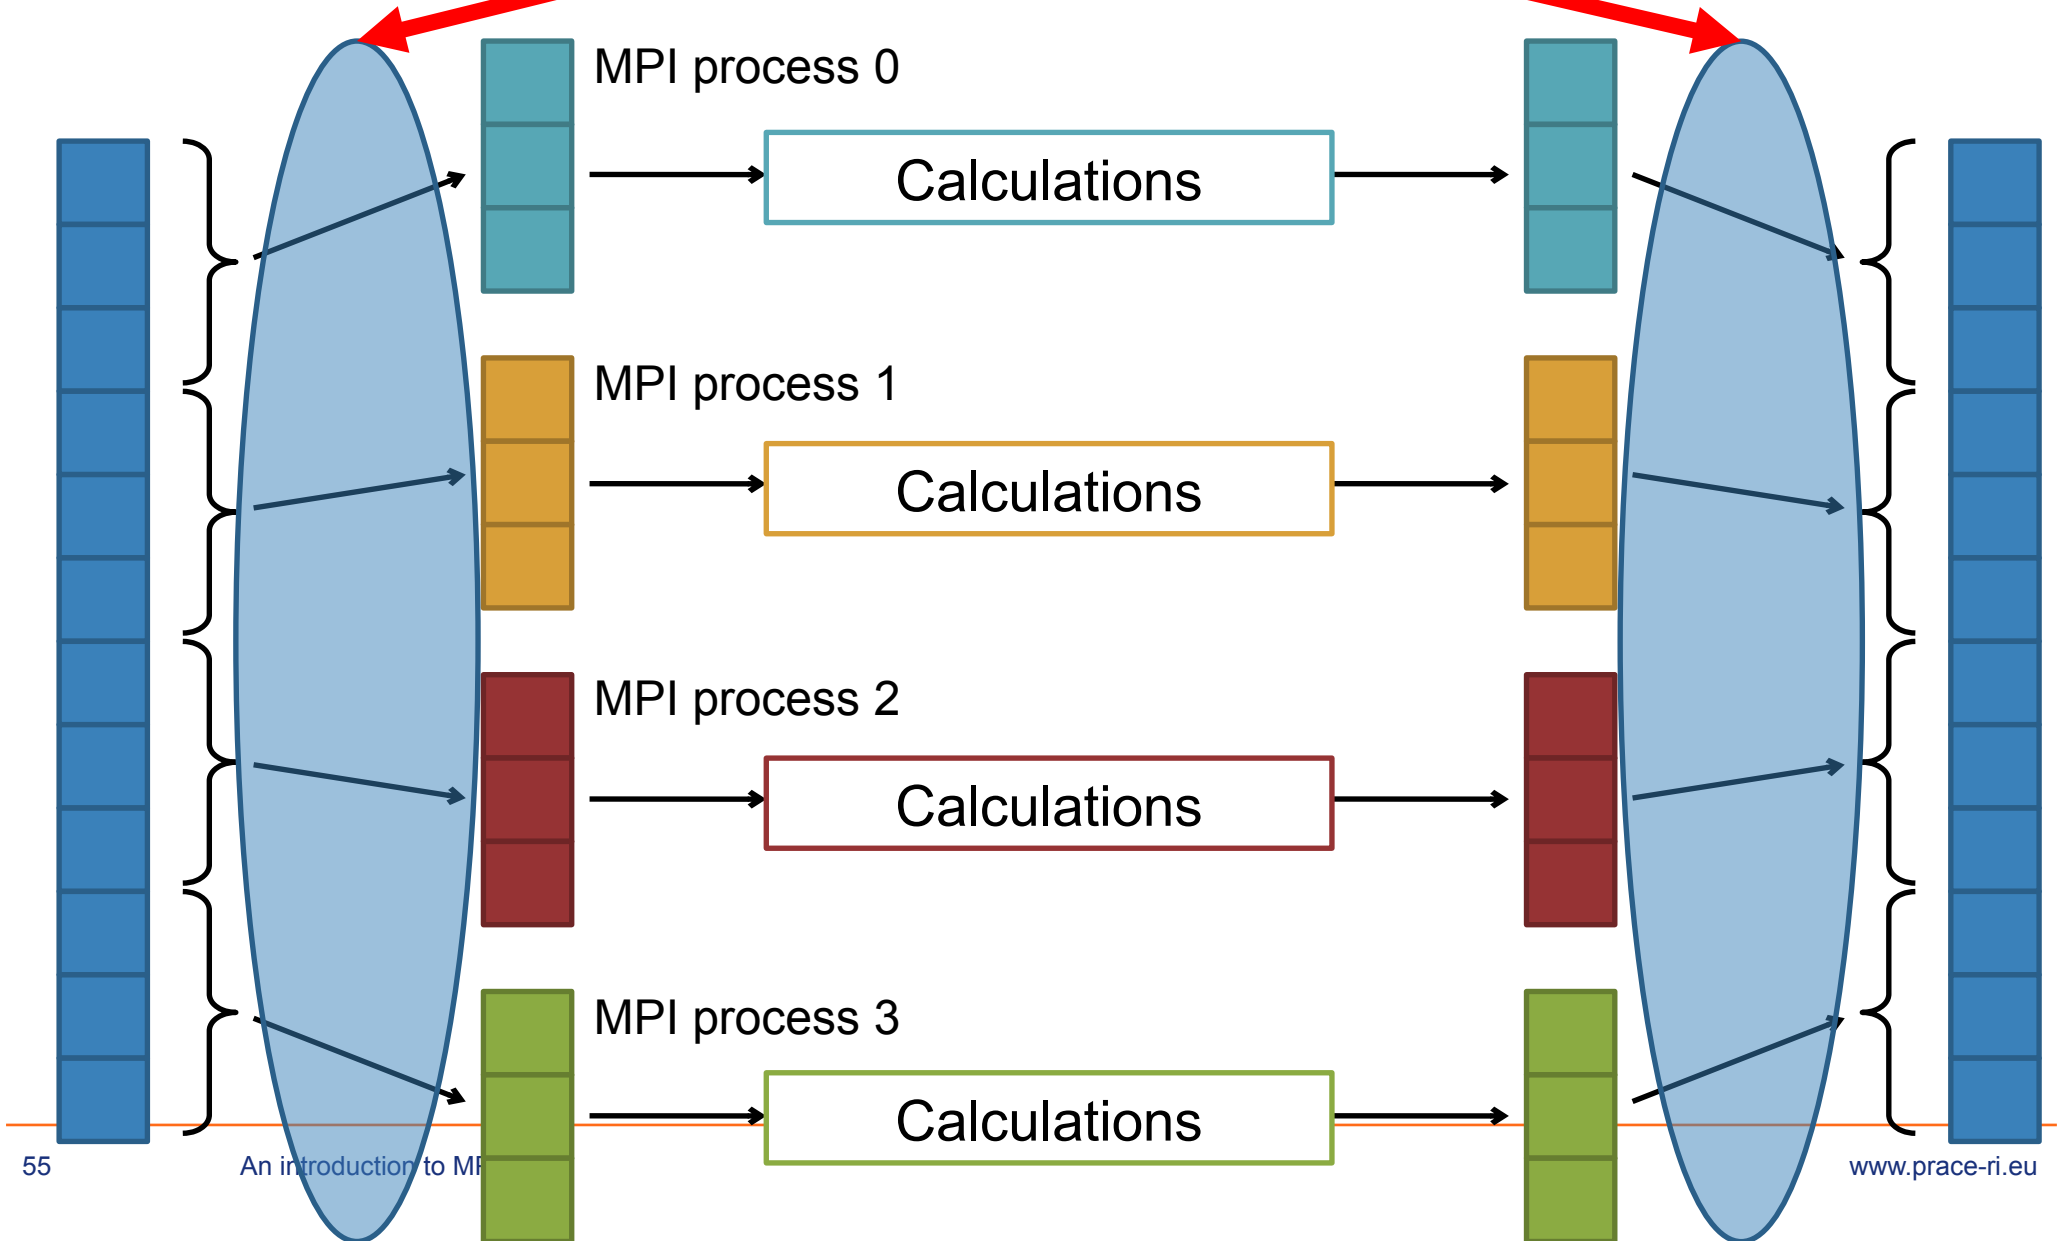 MPI process 0
Calculations
MPI process 1
Calculations
MPI process 2
Calculations
MPI process 3
Calculations
55
An introduction to
www.prace-ri.eu